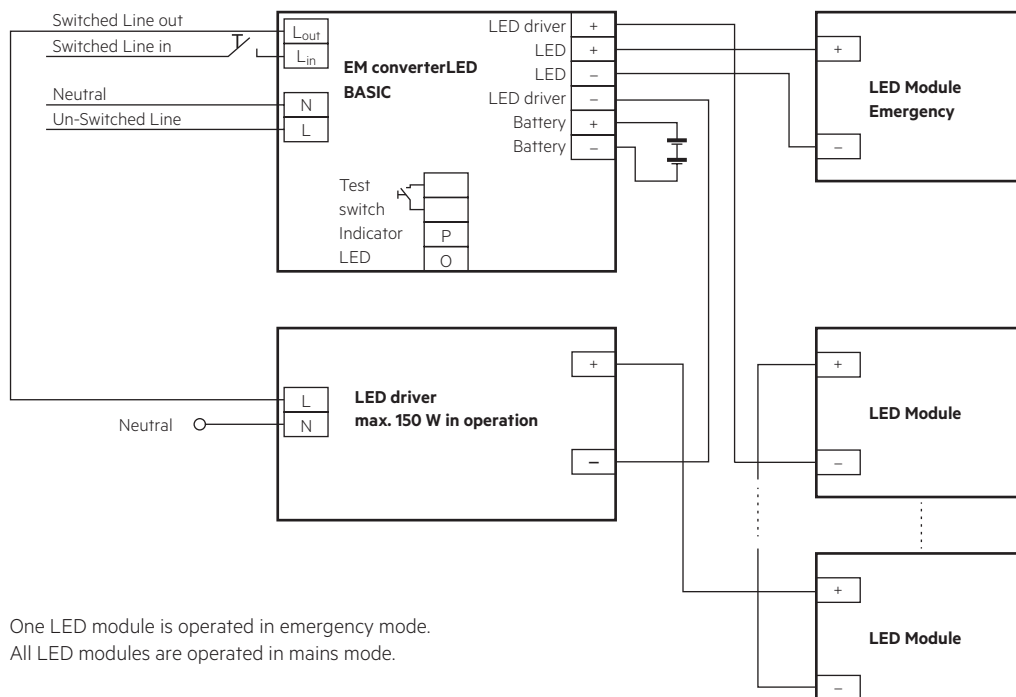 Switched Line out
Switched Line in
Neutral
Un-Switched Line
Lout
Lin
N
L
EM converterLED
BASIC
LED driver +
LED +
LED –
LED driver –
Battery +
Battery –
Test
switch
Indicator P
LED O
+
LED Module
Emergency
–
L
N
Neutral
LED driver
max. 150 W in operation
+
–
+
LED Module
–
+
LED Module
–
One LED module is operated in emergency mode.
All LED modules are operated in mains mode.